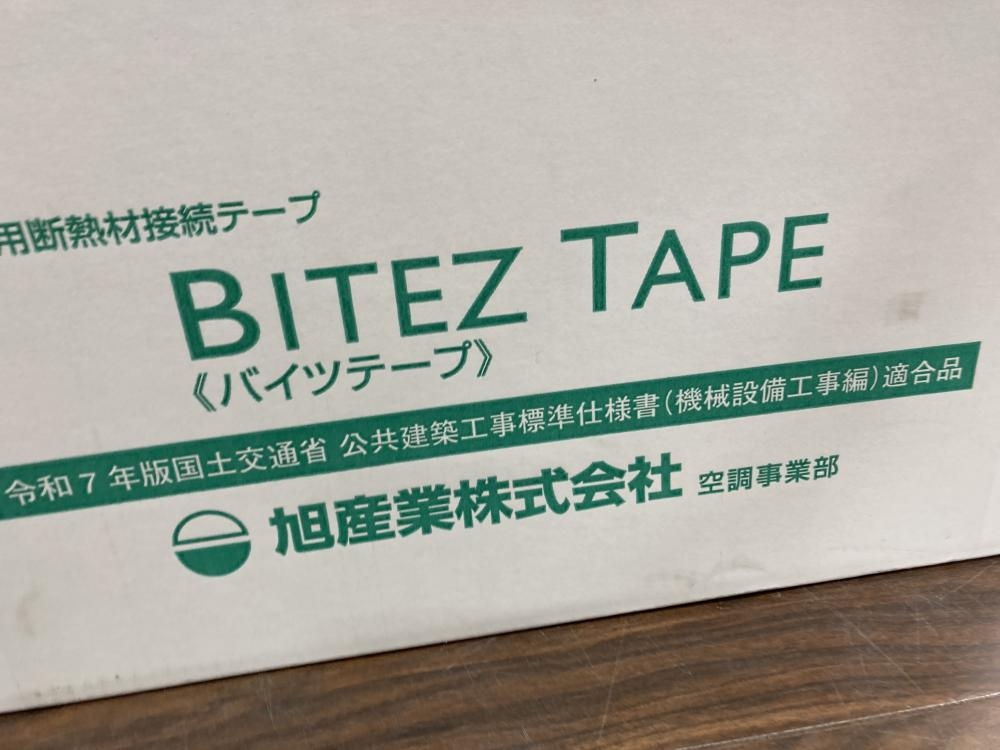 用断熱材接続テープ
BITEZ TAPE
《バイツテープ》
令和7年版国土交通省 公共建築工事標準仕様書(機械設備工事編)適合品
旭産業株式会社 空調事業部